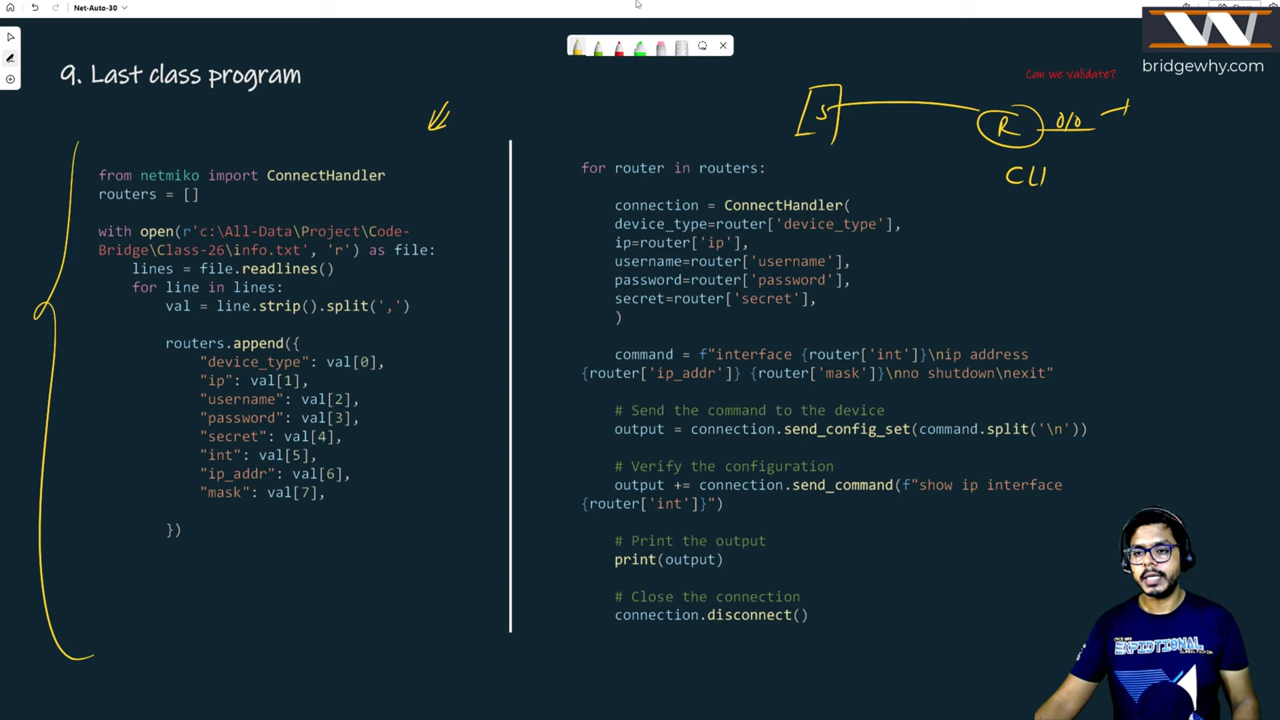 Net-Auto-30
bridgewhy.com
Can we validate?
9. Last class program
S
R
0/0
CLI
from netmiko import ConnectHandler
routers = []
with open(r'c:\All-Data\Project\Code-
Bridge\Class-26\info.txt', 'r') as file:
lines = file.readlines()
for line in lines:
val = line.strip().split(',')
routers.append({
"device_type": val[0],
"ip": val[1],
"username": val[2],
"password": val[3],
"secret": val[4],
"int": val[5],
"ip_addr": val[6],
"mask": val[7],
})
for router in routers:
connection = ConnectHandler(
device_type=router['device_type'],
ip=router['ip'],
username=router['username'],
password=router['password'],
secret=router['secret'],
)
command = f"interface {router['int']}\nip address
{router['ip_addr']} {router['mask']}\nno shutdown\nexit"
# Send the command to the device
output = connection.send_config_set(command.split('\n'))
# Verify the configuration
output += connection.send_command(f"show ip interface
{router['int']}")
# Print the output
print(output)
# Close the connection
connection.disconnect()
EXPIDTIONAL